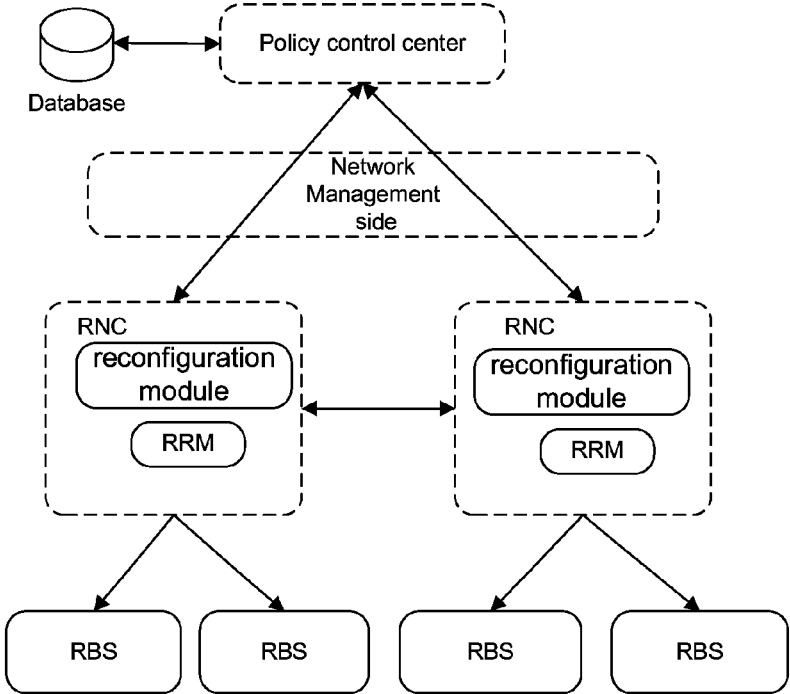 Policy control center
Database
Network
Management
side
RNC
reconfiguration
module
RRM
RNC
reconfiguration
module
RRM
RBS
RBS
RBS
RBS